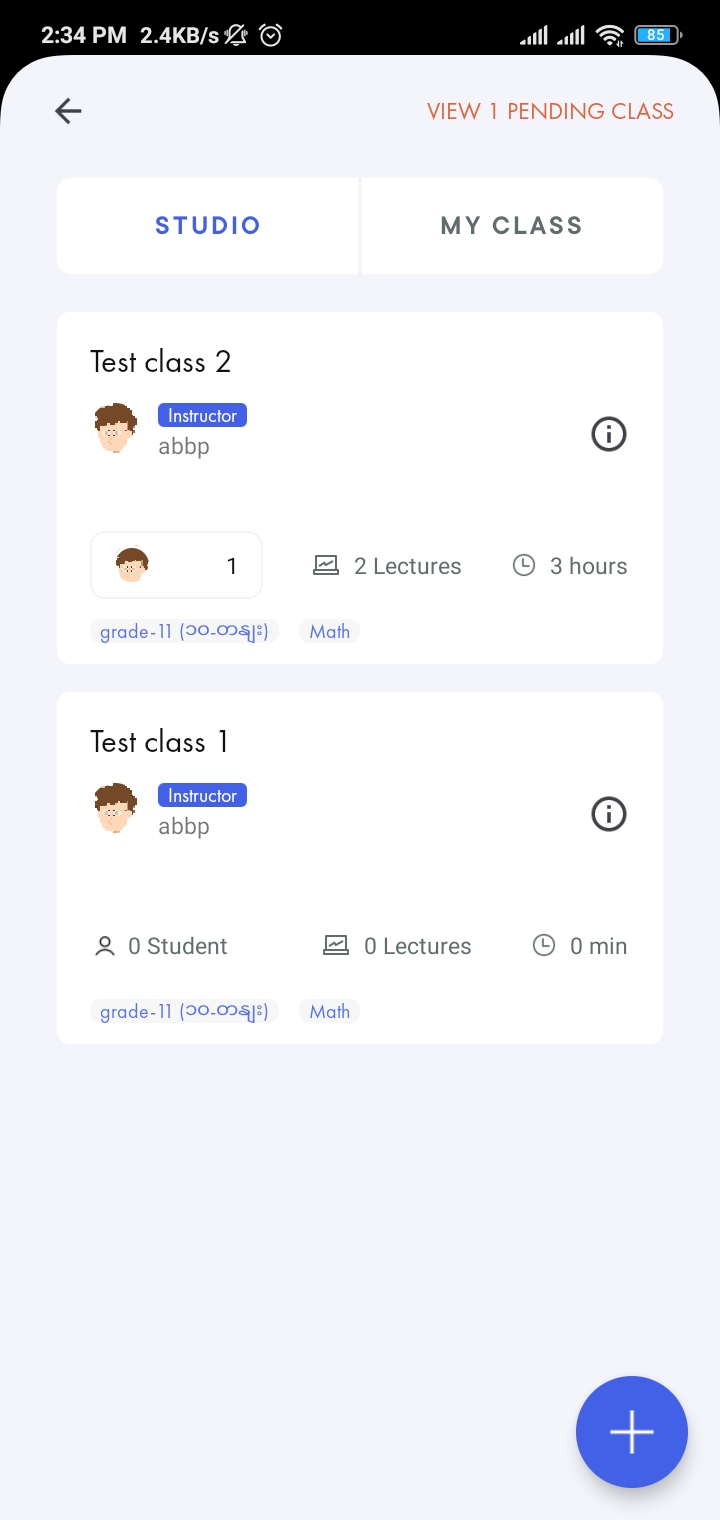 2:34 PM 2.4KB/s 85
VIEW 1 PENDING CLASS
STUDIO MY CLASS
Test class 2
Instructor
abbp
1 2 Lectures 3 hours
grade-11 (၁၀-တန်း) Math
Test class 1
Instructor
abbp
0 Student 0 Lectures 0 min
grade-11 (၁၀-တန်း) Math